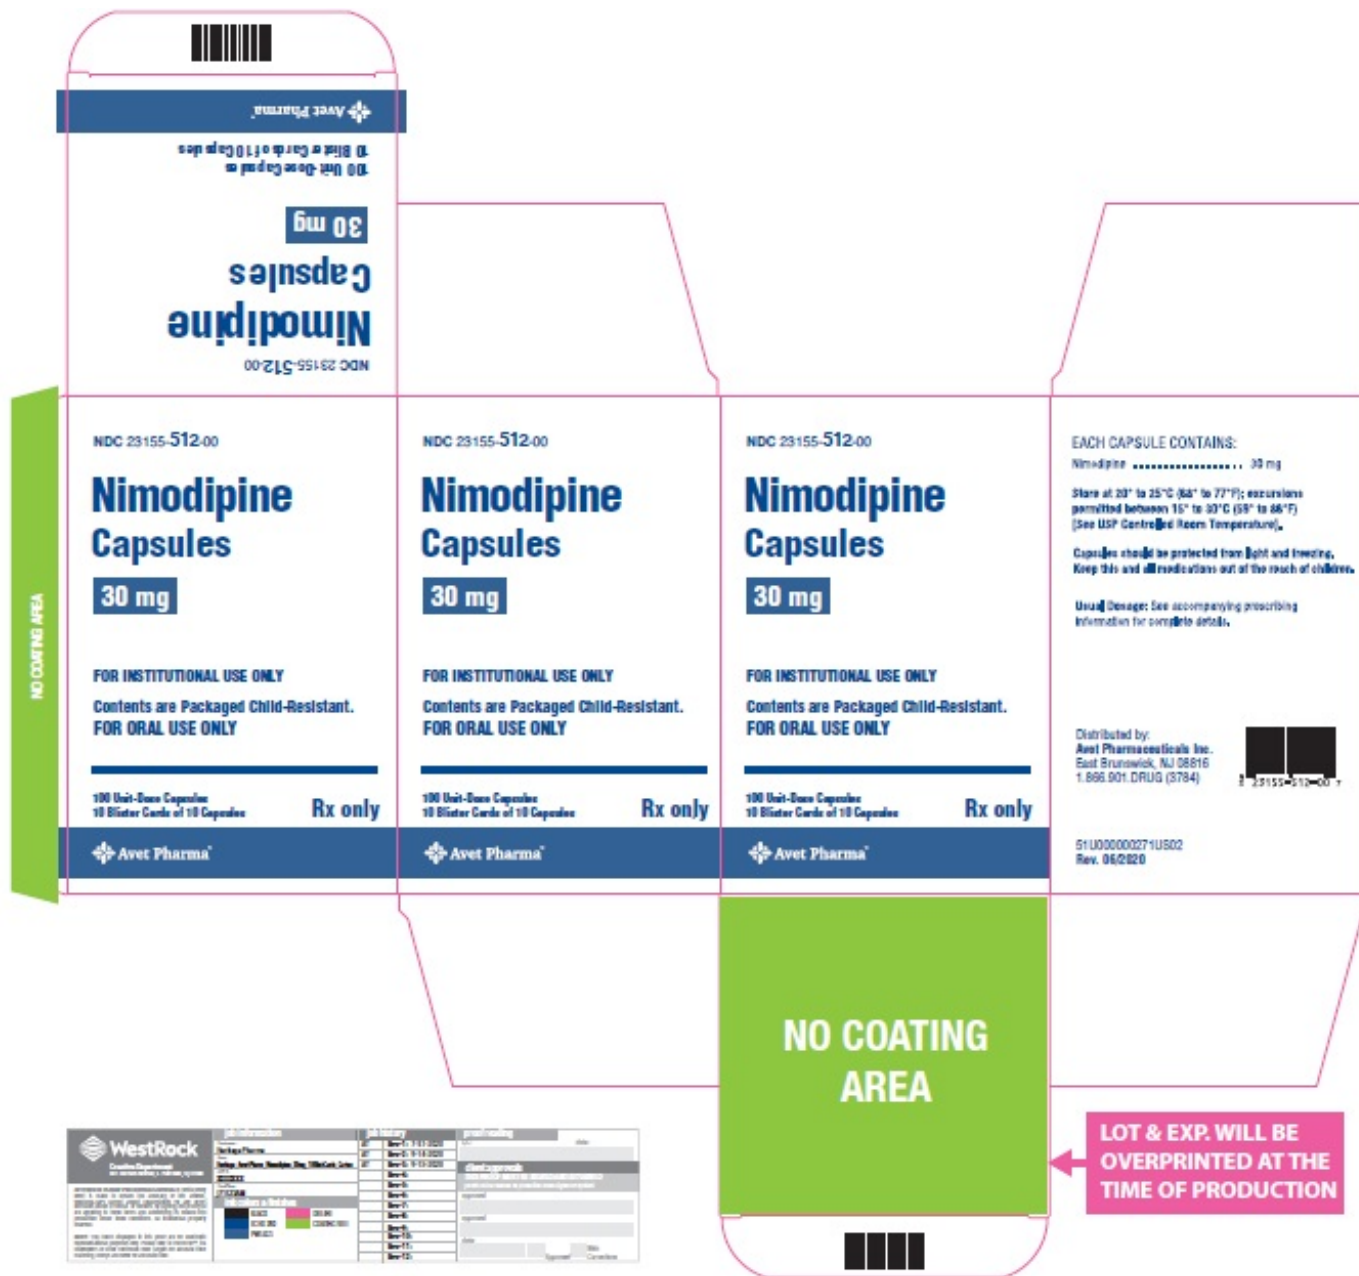 Avet Pharma
100 Unit-Dose Capsules
10 Blister Cards of 10 Capsules
30 mg
Capsules
Nimodipine
NDC 23155-512-00
NO COATING AREA
NDC 23155-512-00
Nimodipine
Capsules
30 mg
FOR INSTITUTIONAL USE ONLY
Contents are Packaged Child-Resistant.
FOR ORAL USE ONLY
100 Unit-Dose Capsules
10 Blister Cards of 10 Capsules
Rx only
Avet Pharma
NDC 23155-512-00
Nimodipine
Capsules
30 mg
FOR INSTITUTIONAL USE ONLY
Contents are Packaged Child-Resistant.
FOR ORAL USE ONLY
100 Unit-Dose Capsules
10 Blister Cards of 10 Capsules
Rx only
Avet Pharma
NDC 23155-512-00
Nimodipine
Capsules
30 mg
FOR INSTITUTIONAL USE ONLY
Contents are Packaged Child-Resistant.
FOR ORAL USE ONLY
100 Unit-Dose Capsules
10 Blister Cards of 10 Capsules
Rx only
Avet Pharma
EACH CAPSULE CONTAINS:
Nimodipine .................. 30 mg
Store at 20° to 25°C (68° to 77°F); excursions
permitted between 15° to 30°C (59° to 86°F)
[See USP Controlled Room Temperature].
Capsules should be protected from light and freezing.
Keep this and all medications out of the reach of children.
Usual Dosage: See accompanying prescribing
information for complete details.
Distributed by:
Avet Pharmaceuticals Inc.
East Brunswick, NJ 08816
1.866.901.DRUG (3784)
23155-512-00 7
51U000000271US02
Rev. 06/2020
NO COATING
AREA
LOT & EXP. WILL BE
OVERPRINTED AT THE
TIME OF PRODUCTION
WestRock
Creative Department
job history
client approvals